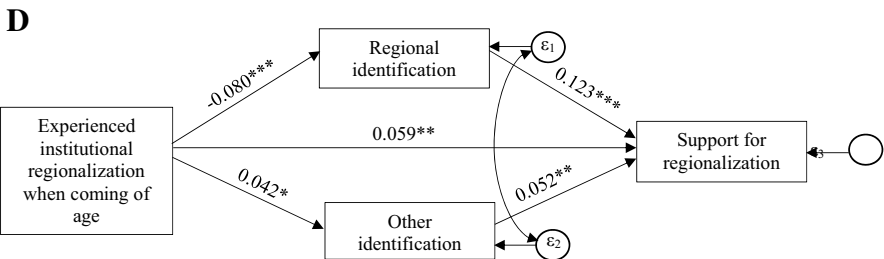 D
Regional
identification
ε1
-0.080***
0.123***
Experienced
institutional
regionalization
when coming of
age
0.059**
Support for
regionalization
ε3
0.042*
0.052**
Other
identification
ε2